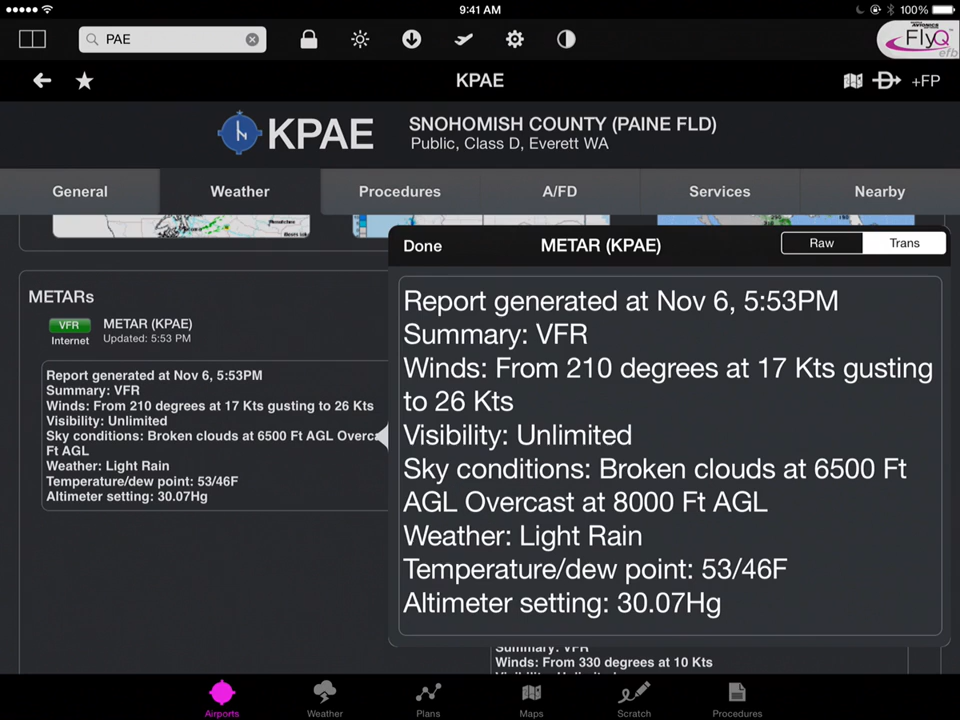 9:41 AM
100%
PAE
FlyQ
efb
KPAE
+FP
KPAE
SNOHOMISH COUNTY (PAINE FLD)
Public, Class D, Everett WA
General
Weather
Procedures
A/FD
Services
Nearby
METARs
VFR
Internet
METAR (KPAE)
Updated: 5:53 PM
Report generated at Nov 6, 5:53PM
Summary: VFR
Winds: From 210 degrees at 17 Kts gusting to 26 Kts
Visibility: Unlimited
Sky conditions: Broken clouds at 6500 Ft AGL Overca
Ft AGL
Weather: Light Rain
Temperature/dew point: 53/46F
Altimeter setting: 30.07Hg
Done
METAR (KPAE)
Raw
Trans
Report generated at Nov 6, 5:53PM
Summary: VFR
Winds: From 210 degrees at 17 Kts gusting
to 26 Kts
Visibility: Unlimited
Sky conditions: Broken clouds at 6500 Ft
AGL Overcast at 8000 Ft AGL
Weather: Light Rain
Temperature/dew point: 53/46F
Altimeter setting: 30.07Hg
Summary: VFR
Winds: From 330 degrees at 10 Kts
Airports
Weather
Plans
Maps
Scratch
Procedures